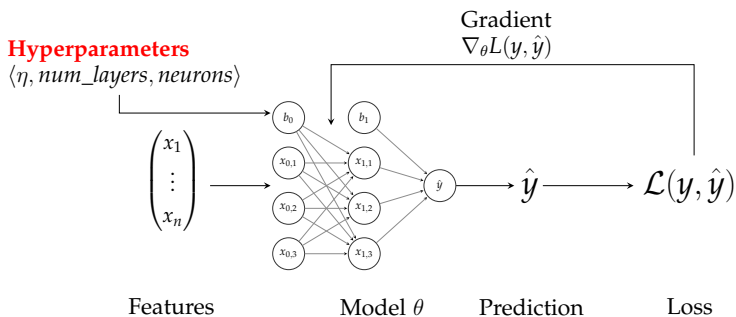 Gradient
∇θL(y, ŷ)
Hyperparameters
⟨η, num_layers, neurons⟩
b0
b1
x1
⋮
xn
x0,1
x1,1
x0,2
x1,2
x0,3
x1,3
ŷ
ŷ
ℒ(y, ŷ)
Features
Model θ
Prediction
Loss